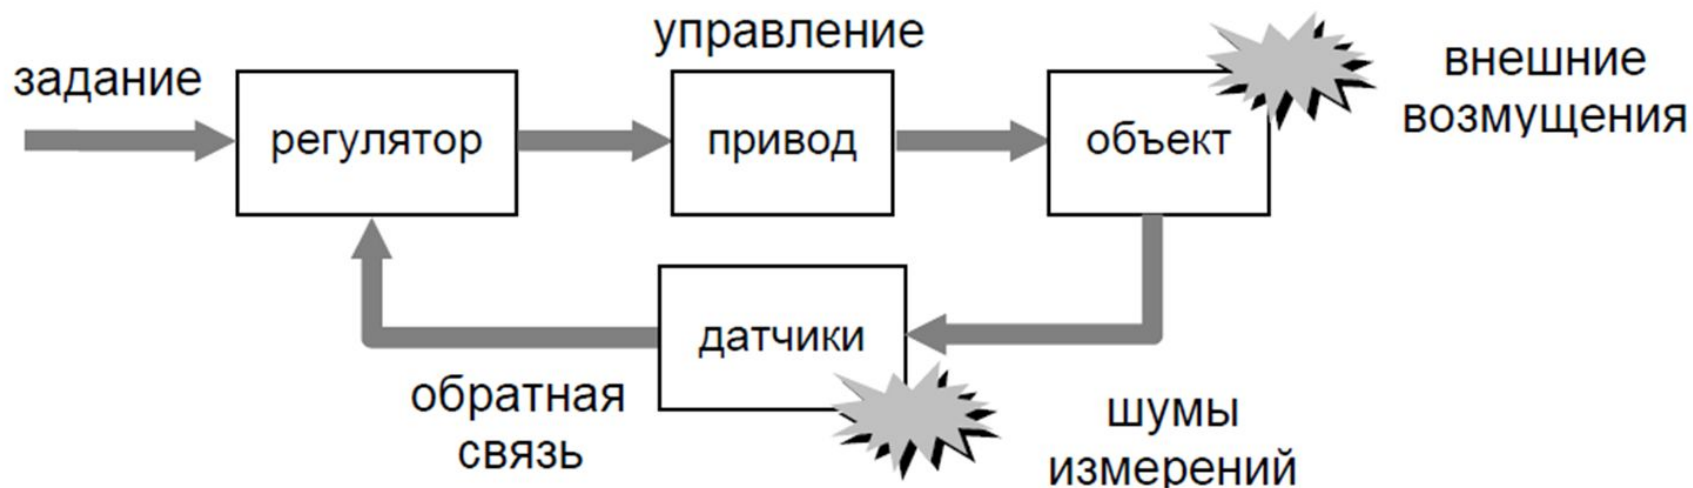 управление
задание
внешние
возмущения
регулятор
привод
объект
датчики
обратная
связь
шумы
измерений